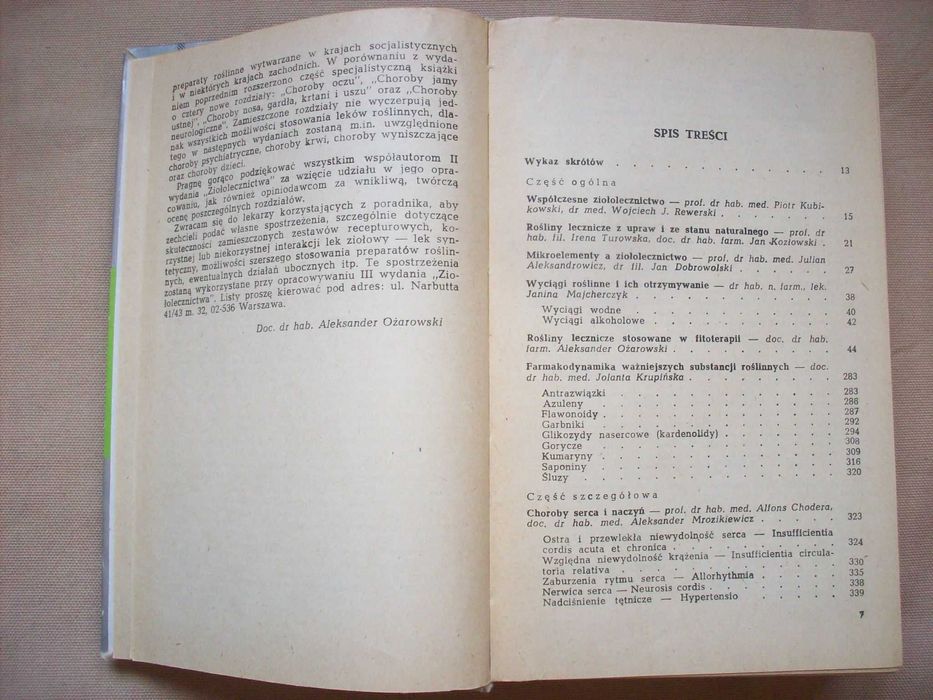 preparaty roślinne wytwarzane w krajach socjalistycznych
i w niektórych krajach zachodnich. W porównaniu z wyda-
niem poprzednim rozszerzono część specjalistyczną książki
o cztery nowe rozdziały: „Choroby oczu", „Choroby jamy
ustnej", „Choroby nosa, gardła, krtani i uszu" oraz „Choroby
neurologiczne". Zamieszczone rozdziały nie wyczerpują jed-
nak wszystkich możliwości stosowania leków roślinnych, dla-
tego w następnych wydaniach zostaną m.in. uwzględnione
choroby psychiatryczne, choroby krwi, choroby wyniszczające
oraz choroby dzieci.
Pragnę gorąco podziękować wszystkim współautorom II
wydania „Ziołolecznictwa" za wzięcie udziału w jego opra-
cowaniu, jak również opiniodawcom za wnikliwą, twórczą
ocenę poszczególnych rozdziałów.
Zwracam się do lekarzy korzystających z poradnika, aby
zechcieli podać własne spostrzeżenia, szczególnie dotyczące
skuteczności zamieszczonych zestawów recepturowych, ko-
rzystnej lub niekorzystnej interakcji lek ziołowy — lek syn-
tetyczny, możliwości szerszego stosowania preparatów roślin-
nych, ewentualnych działań ubocznych itp. Te spostrzeżenia
zostaną wykorzystane przy opracowywaniu III wydania „Zio-
łolecznictwa". Listy proszę kierować pod adres: ul. Narbutta
41/43 m. 32, 02-536 Warszawa.
Doc. dr hab. Aleksander Ożarowski
SPIS TREŚCI
Wykaz skrótów . . . . . . . . . . 13
Część ogólna
Współczesne ziołolecznictwo — prof. dr hab. med. Piotr Kubi-
kowski, dr med. Wojciech J. Rewerski . . . . . . 15
Rośliny lecznicze z upraw i ze stanu naturalnego — prof. dr
hab. fil. Irena Turowska, doc. dr hab. farm. Jan Kozłowski . 21
Mikroelementy a ziołolecznictwo — prof. dr hab. med. Julian
Aleksandrowicz, dr fil. Jan Dobrowolski . . . . . 27
Wyciągi roślinne i ich otrzymywanie — dr hab. n. farm., lek.
Janina Majcherczyk . . . . . . . . . 38
Wyciągi wodne . . . . . . . . . 40
Wyciągi alkoholowe . . . . . . . . 42
Rośliny lecznicze stosowane w fitoterapii — doc. dr hab.
farm. Aleksander Ożarowski . . . . . . . 44
Farmakodynamika ważniejszych substancji roślinnych — doc.
dr hab. med. Jolanta Krupińska . . . . . . . 283
Antrazwiązki . . . . . . . . . 283
Azuleny . . . . . . . . . . 286
Flawonoidy . . . . . . . . . . 287
Garbniki . . . . . . . . . . 292
Glikozydy nasercowe (kardenolidy) . . . . . 294
Gorycze . . . . . . . . . . 308
Kumaryny . . . . . . . . . . 309
Saponiny . . . . . . . . . . 316
Śluzy . . . . . . . . . . 320
Część szczegółowa
Choroby serca i naczyń — prof. dr hab. med. Alfons Chodera,
doc. dr hab. med. Aleksander Mrozikiewicz . . . . 323
Ostra i przewlekła niewydolność serca — Insufficientia
cordis acuta et chronica . . . . . . . 324
Względna niewydolność krążenia — Insufficientia circula-
toria relativa . . . . . . . . . 330
Zaburzenia rytmu serca — Allorhythmia . . . . 335
Nerwica serca — Neurosis cordis . . . . . . 338
Nadciśnienie tętnicze — Hypertensio . . . . . 339
7